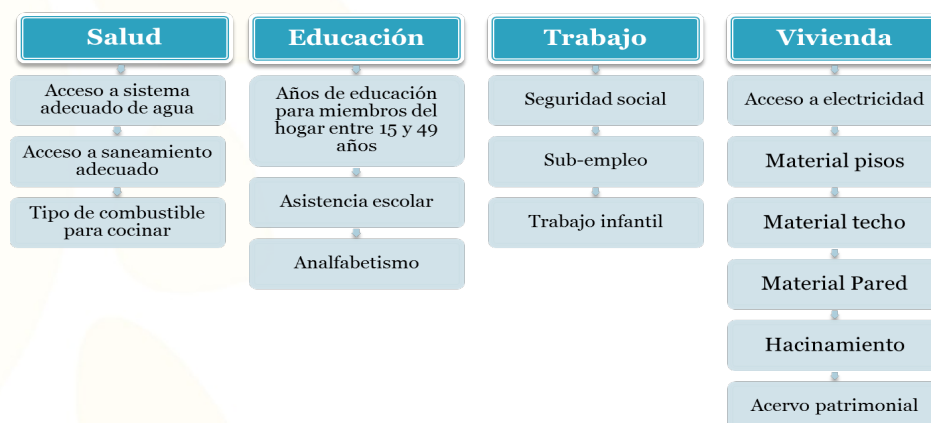 Salud
Acceso a sistema
adecuado de agua
Acceso a saneamiento
adecuado
Tipo de combustible
para cocinar
Educación
Años de educación
para miembros del
hogar entre 15 y 49
años
Asistencia escolar
Analfabetismo
Trabajo
Seguridad social
Sub-empleo
Trabajo infantil
Vivienda
Acceso a electricidad
Material pisos
Material techo
Material Pared
Hacinamiento
Acervo patrimonial